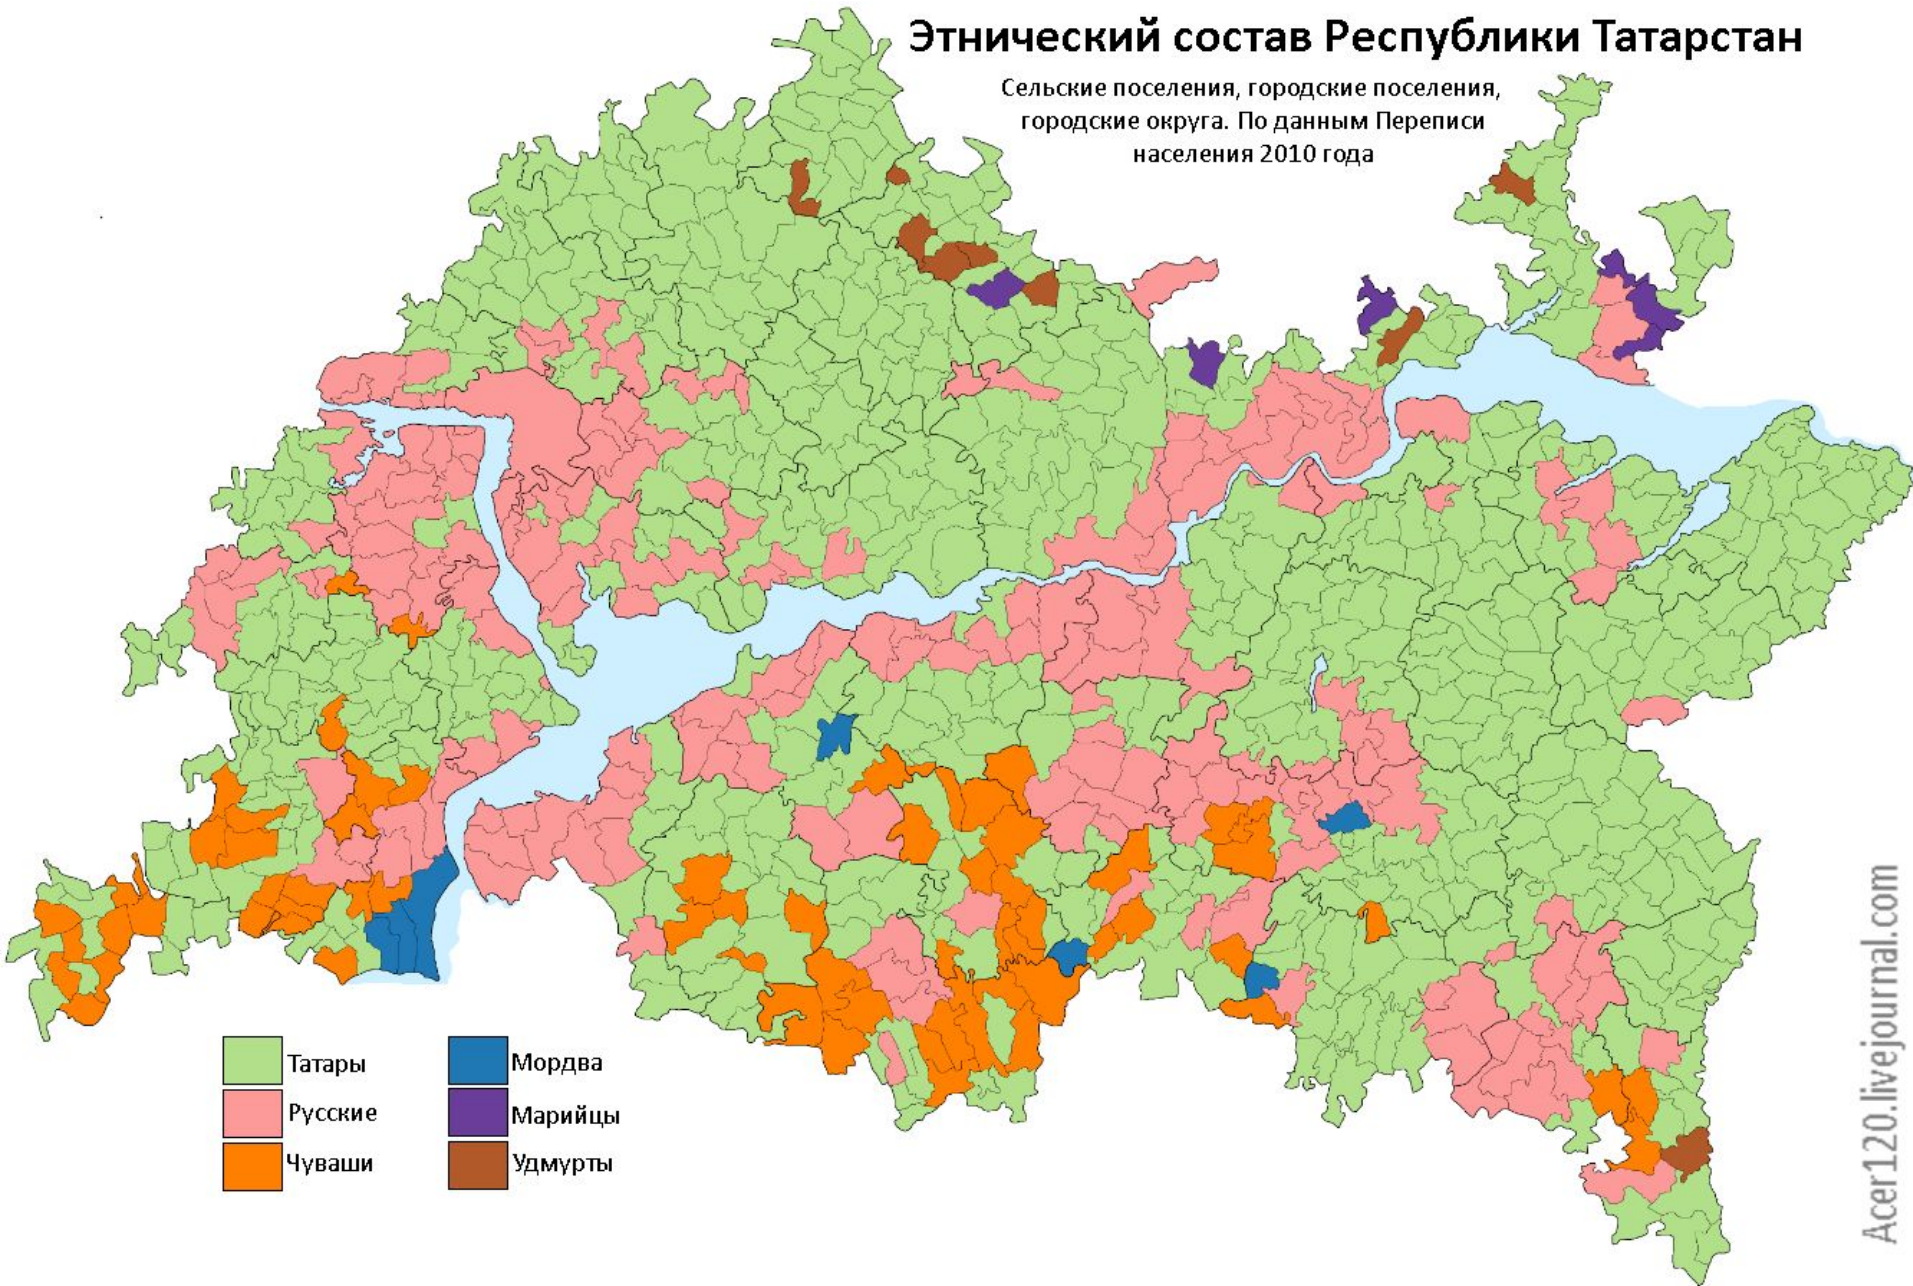 Этнический состав Республики Татарстан
Сельские поселения, городские поселения,
городские округа. По данным Переписи
населения 2010 года
Татары
Русские
Чуваши
Мордва
Марийцы
Удмурты
Acer120.livejournal.com